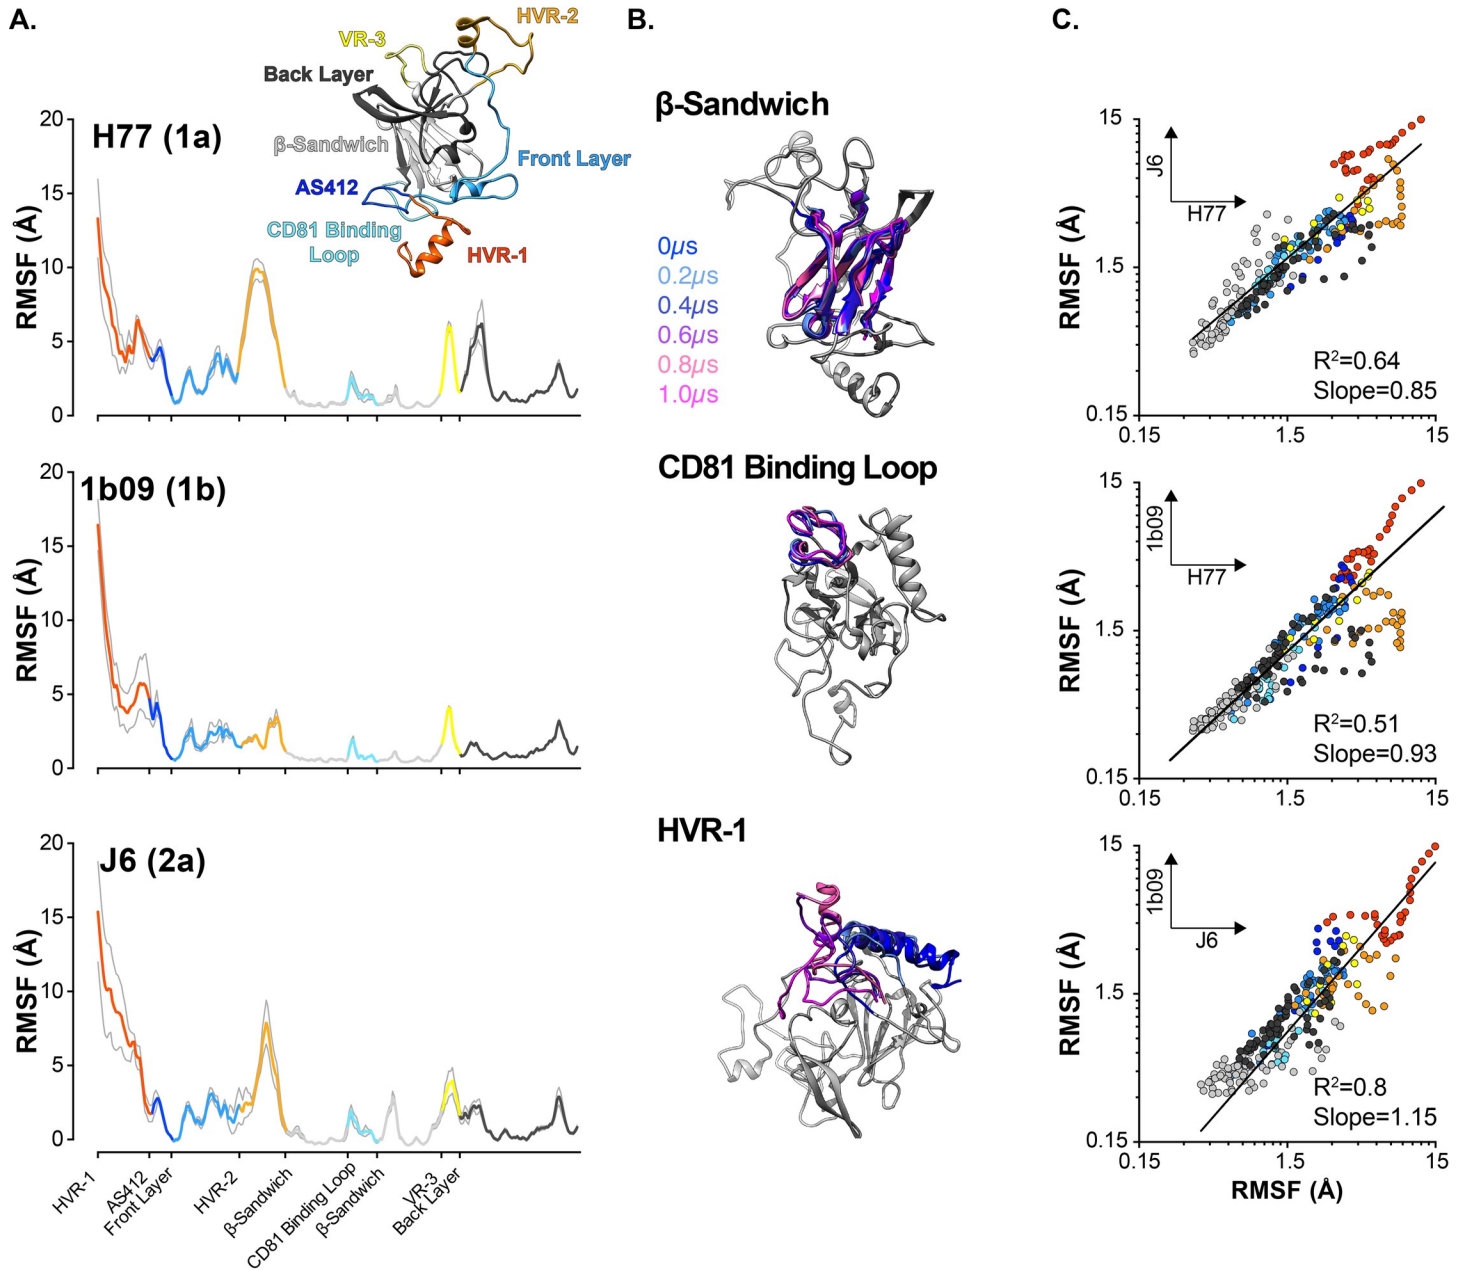 A.
HVR-2
VR-3
Back Layer
β-Sandwich
Front Layer
AS412
CD81 Binding
Loop
HVR-1
H77 (1a)
RMSF (Å)
20
15
10
5
0
1b09 (1b)
RMSF (Å)
20
15
10
5
0
J6 (2a)
RMSF (Å)
20
15
10
5
0
HVR-1
AS412
Front Layer
HVR-2
β-Sandwich
CD81 Binding Loop
β-Sandwich
VR-3
Back Layer
B.
β-Sandwich
0µs
0.2µs
0.4µs
0.6µs
0.8µs
1.0µs
CD81 Binding Loop
HVR-1
C.
RMSF (Å)
15
1.5
0.15
J6
H77
R²=0.64
Slope=0.85
0.15
1.5
15
RMSF (Å)
15
1.5
0.15
1b09
H77
R²=0.51
Slope=0.93
0.15
1.5
15
RMSF (Å)
15
1.5
0.15
1b09
J6
R²=0.8
Slope=1.15
0.15
1.5
15
RMSF (Å)